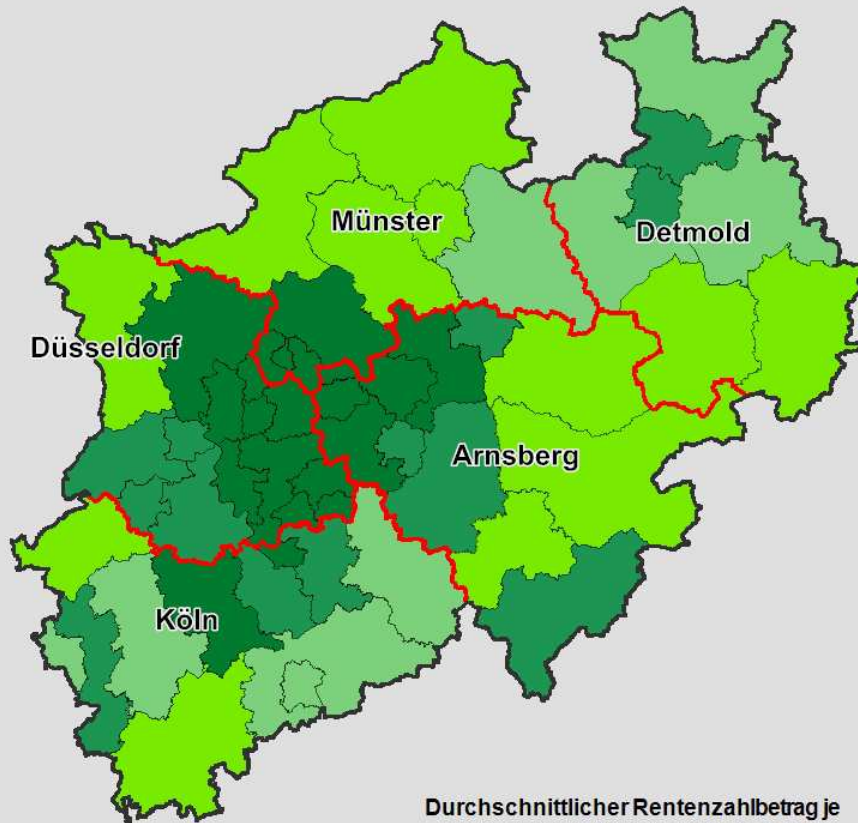 Münster
Detmold
Düsseldorf
Arnsberg
Köln
Durchschnittlicher Rentenzahlbetrag je